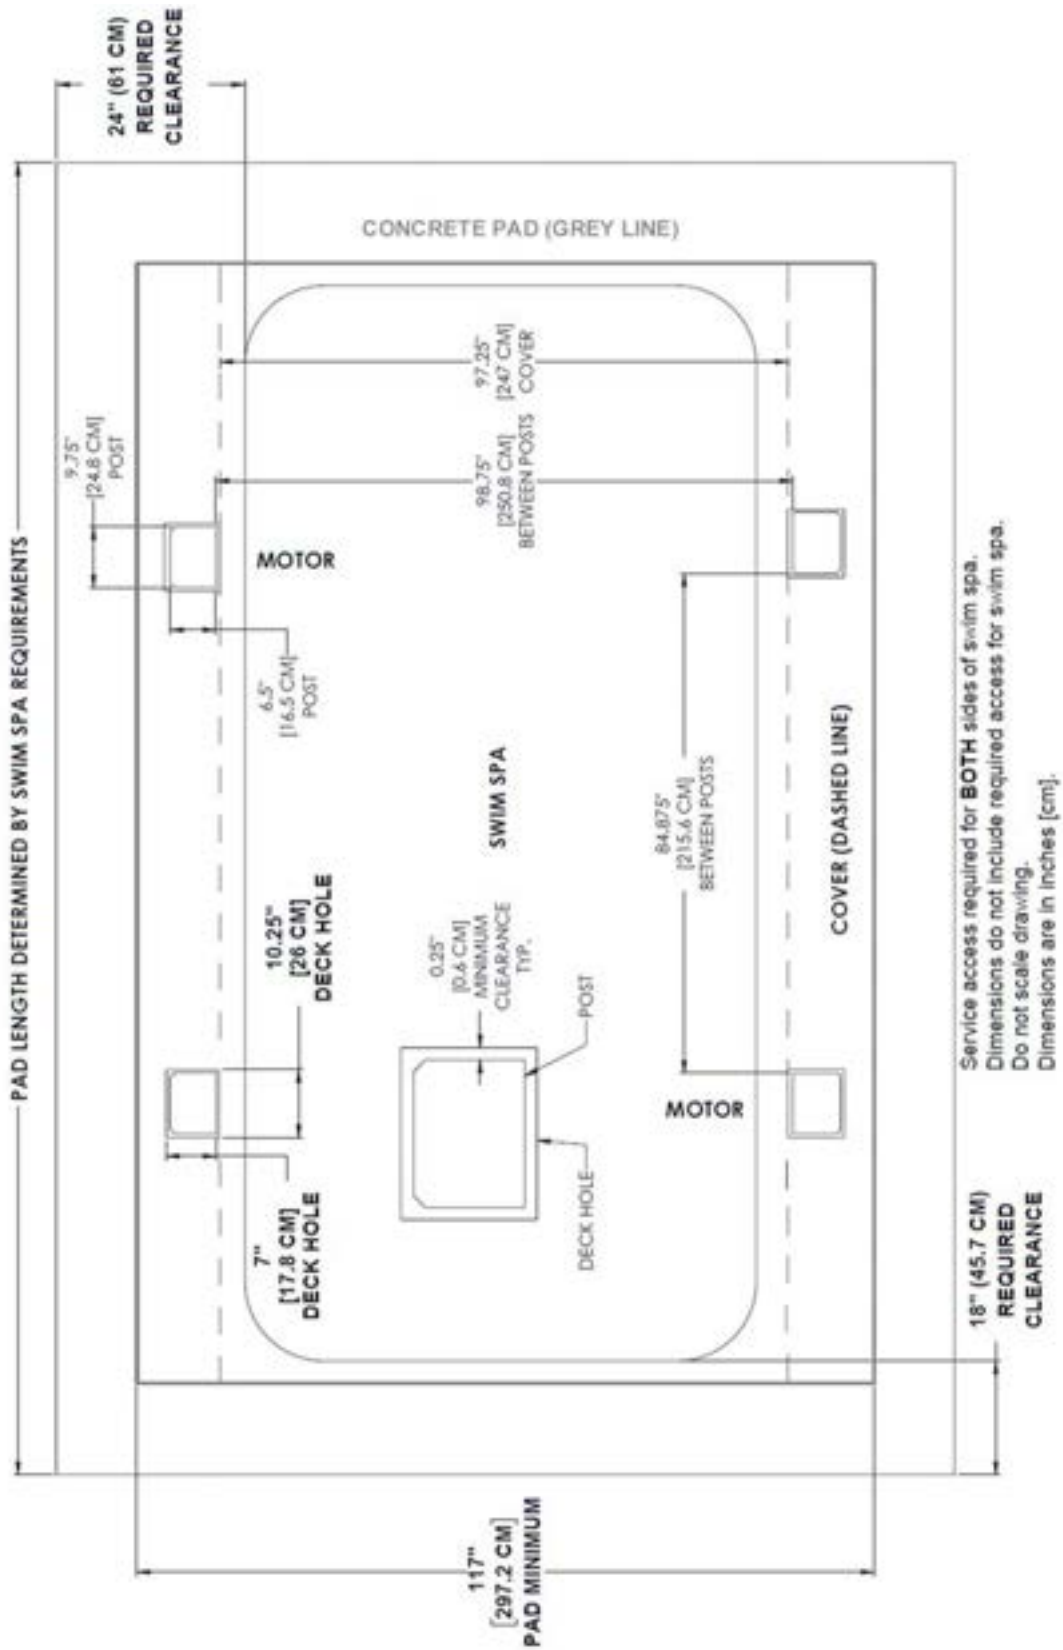 PAD LENGTH DETERMINED BY SWIM SPA REQUIREMENTS
24" (61 CM)
REQUIRED
CLEARANCE
9.75"
[24.8 CM]
POST
CONCRETE PAD (GREY LINE)
MOTOR
6.5"
[16.5 CM]
POST
97.25"
[247 CM]
COVER
98.75"
[250.8 CM]
BETWEEN POSTS
10.25"
[26 CM]
DECK HOLE
SWIM SPA
7"
[17.8 CM]
DECK HOLE
0.25"
[0.6 CM]
MINIMUM
CLEARANCE
TYP.
POST
DECK HOLE
84.875"
[215.6 CM]
BETWEEN POSTS
MOTOR
COVER (DASHED LINE)
117"
[297.2 CM]
PAD MINIMUM
18" (45.7 CM)
REQUIRED
CLEARANCE
Service access required for BOTH sides of swim spa.
Dimensions do not include required access for swim spa.
Do not scale drawing.
Dimensions are in inches [cm].